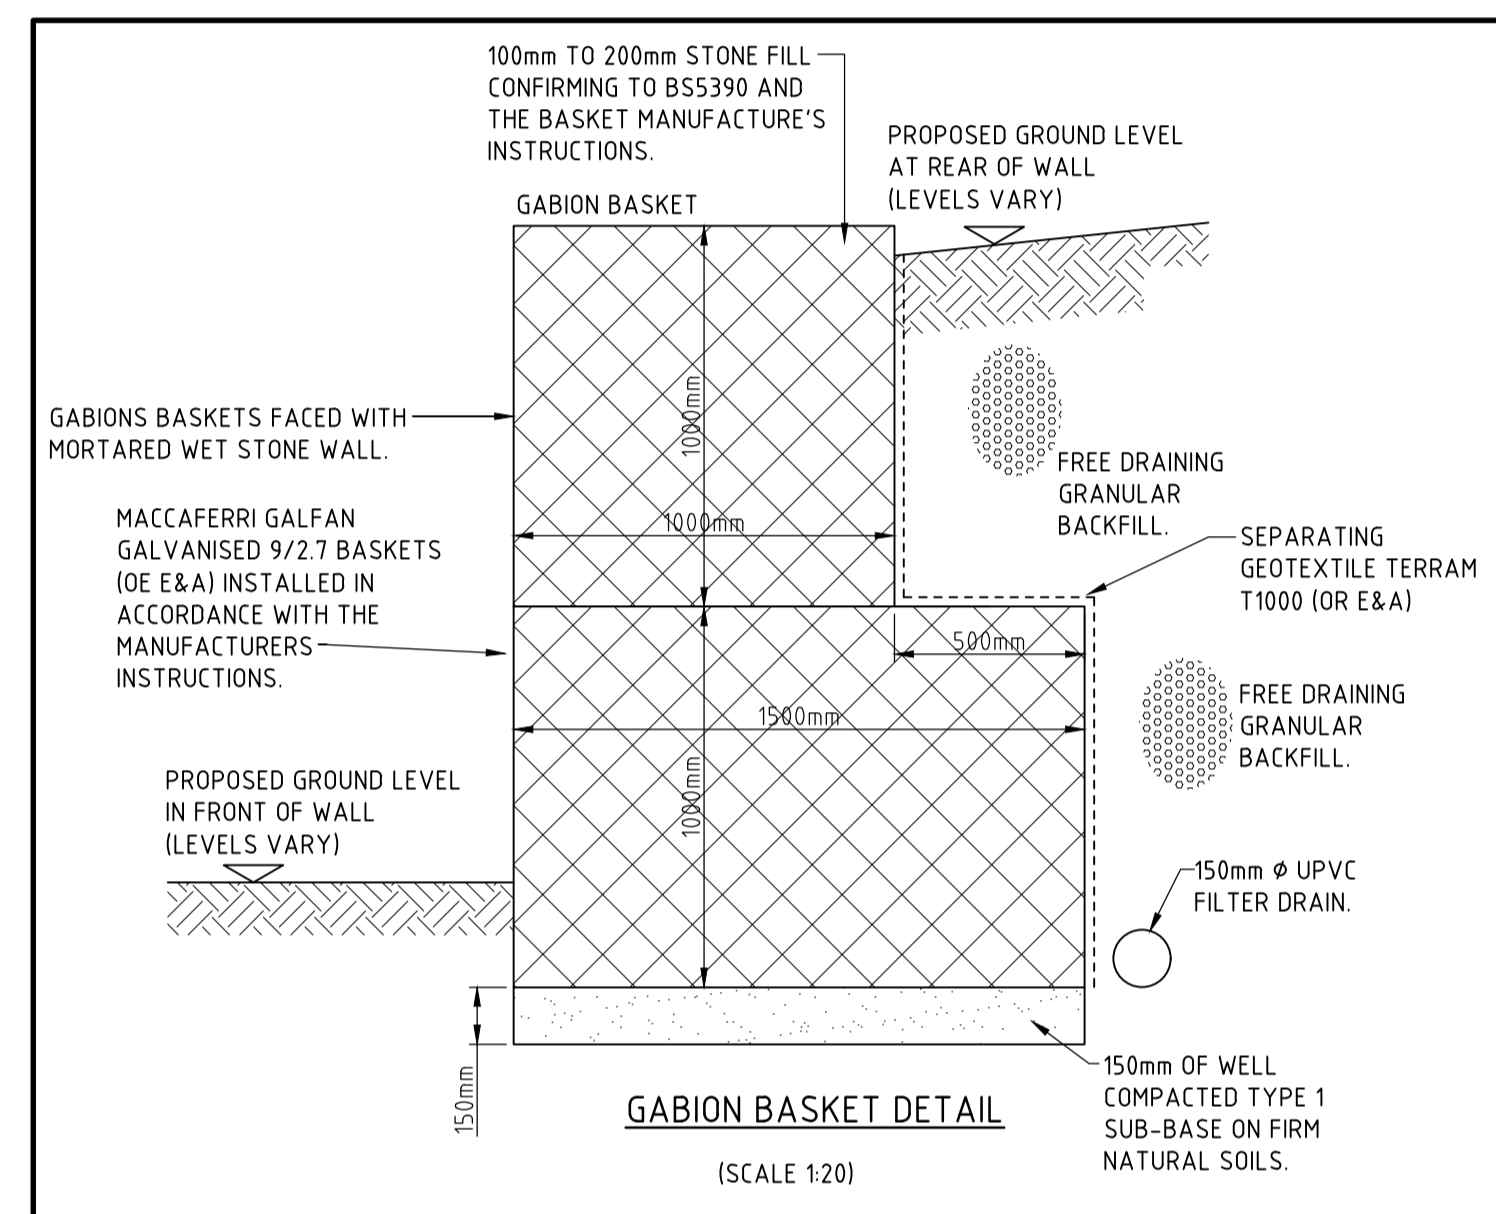 100mm TO 200mm STONE FILL
CONFIRMING TO BS5390 AND
THE BASKET MANUFACTURE'S
INSTRUCTIONS.
PROPOSED GROUND LEVEL
AT REAR OF WALL
(LEVELS VARY)
GABION BASKET
GABIONS BASKETS FACED WITH
MORTARED WET STONE WALL.
1000mm
1000mm
FREE DRAINING
GRANULAR
BACKFILL.
MACCAFERRI GALFAN
GALVANISED 9/2.7 BASKETS
(OE E&A) INSTALLED IN
ACCORDANCE WITH THE
MANUFACTURERS
INSTRUCTIONS.
SEPARATING
GEOTEXTILE TERRAM
T1000 (OR E&A)
500mm
1500mm
1000mm
FREE DRAINING
GRANULAR
BACKFILL.
PROPOSED GROUND LEVEL
IN FRONT OF WALL
(LEVELS VARY)
150mm Ø UPVC
FILTER DRAIN.
150mm
150mm OF WELL
COMPACTED TYPE 1
SUB-BASE ON FIRM
NATURAL SOILS.
GABION BASKET DETAIL
(SCALE 1:20)